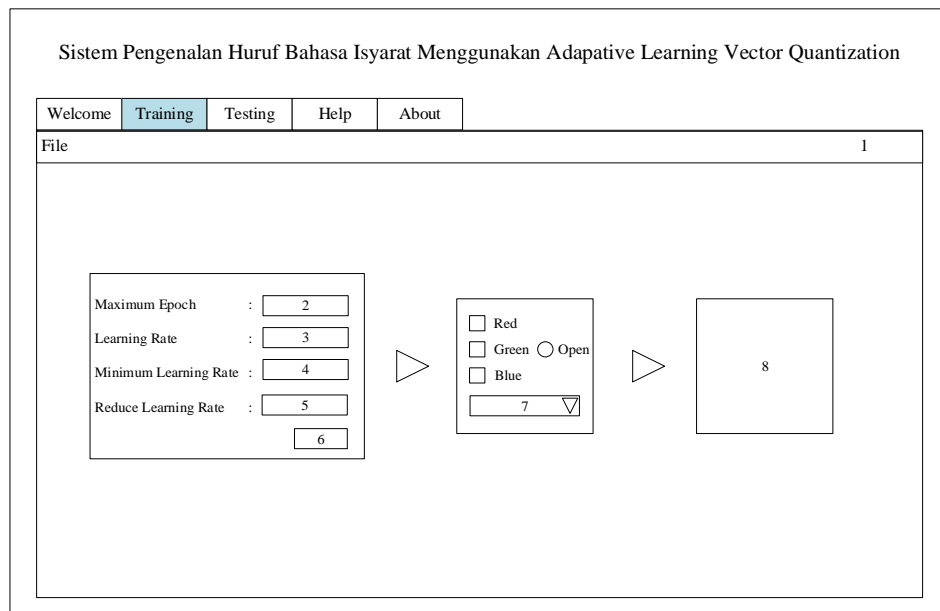 Sistem Pengenalan Huruf Bahasa Isyarat Menggunakan Adapative Learning Vector Quantization
Welcome Training Testing Help About
File 1
Maximum Epoch : 2
Learning Rate : 3
Minimum Learning Rate : 4
Reduce Learning Rate : 5
6
Red
Green Open
Blue
7
8